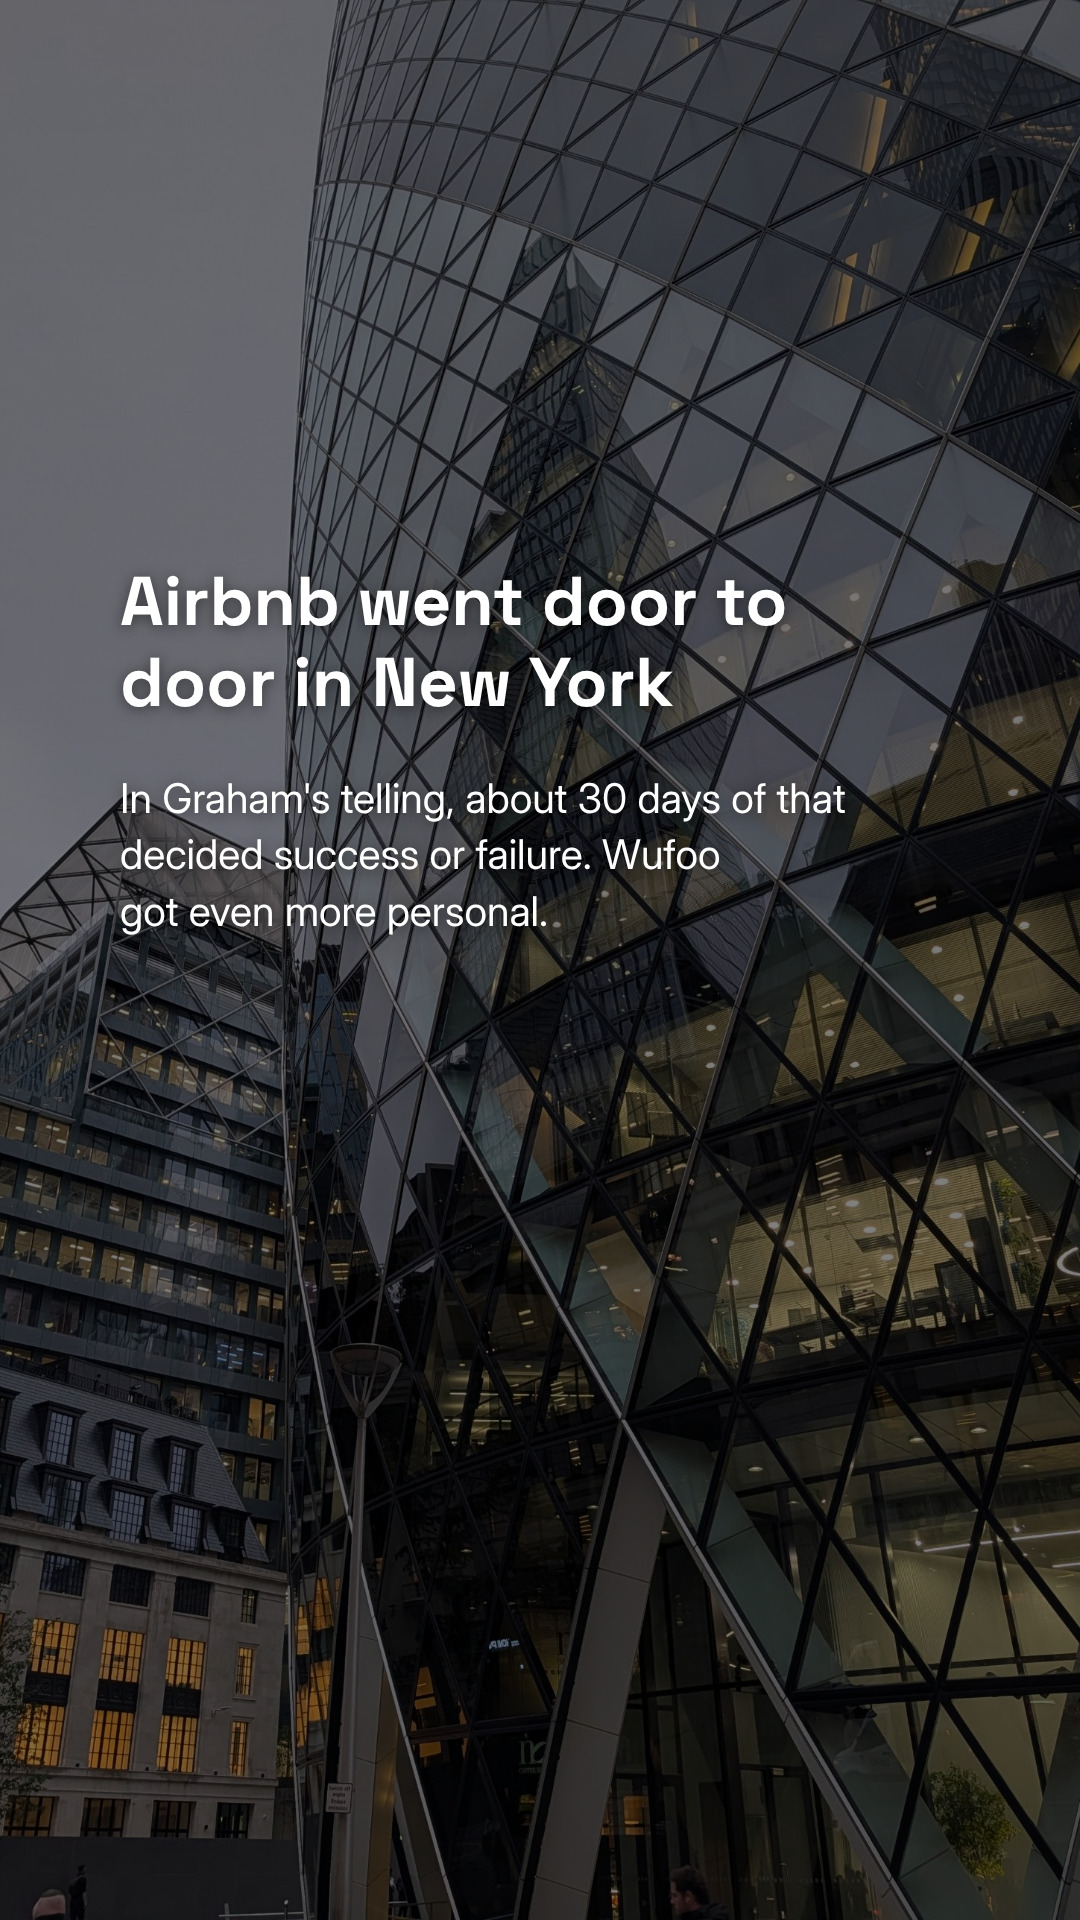 Airbnb went door to
door in New York
In Graham's telling, about 30 days of that
decided success or failure. Wufoo
got even more personal.